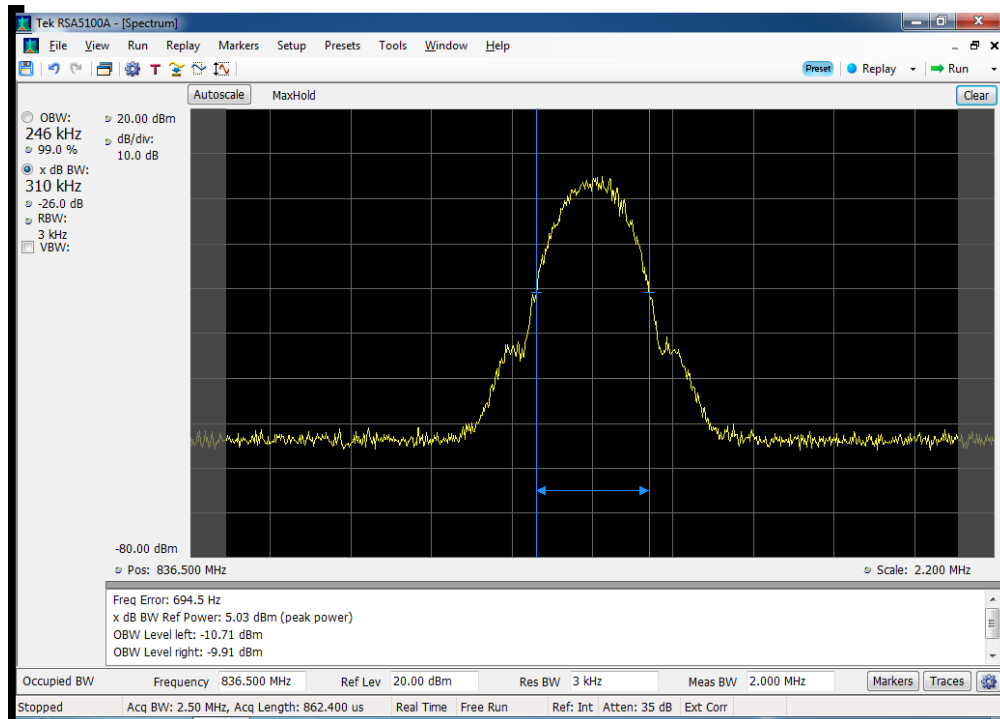 Tek RSA5100A - [Spectrum]
File View Run Replay Markers Setup Presets Tools Window Help
T Preset Replay Run
Autoscale MaxHold Clear
OBW:
246 kHz
99.0 %
x dB BW:
310 kHz
-26.0 dB
RBW:
3 kHz
VBW:
20.00 dBm
dB/div:
10.0 dB
-80.00 dBm
Pos: 836.500 MHz Scale: 2.200 MHz
Freq Error: 694.5 Hz
x dB BW Ref Power: 5.03 dBm (peak power)
OBW Level left: -10.71 dBm
OBW Level right: -9.91 dBm
Occupied BW Frequency 836.500 MHz Ref Lev 20.00 dBm Res BW 3 kHz Meas BW 2.000 MHz Markers Traces
Stopped Acq BW: 2.50 MHz, Acq Length: 862.400 us Real Time Free Run Ref: Int Atten: 35 dB Ext Corr